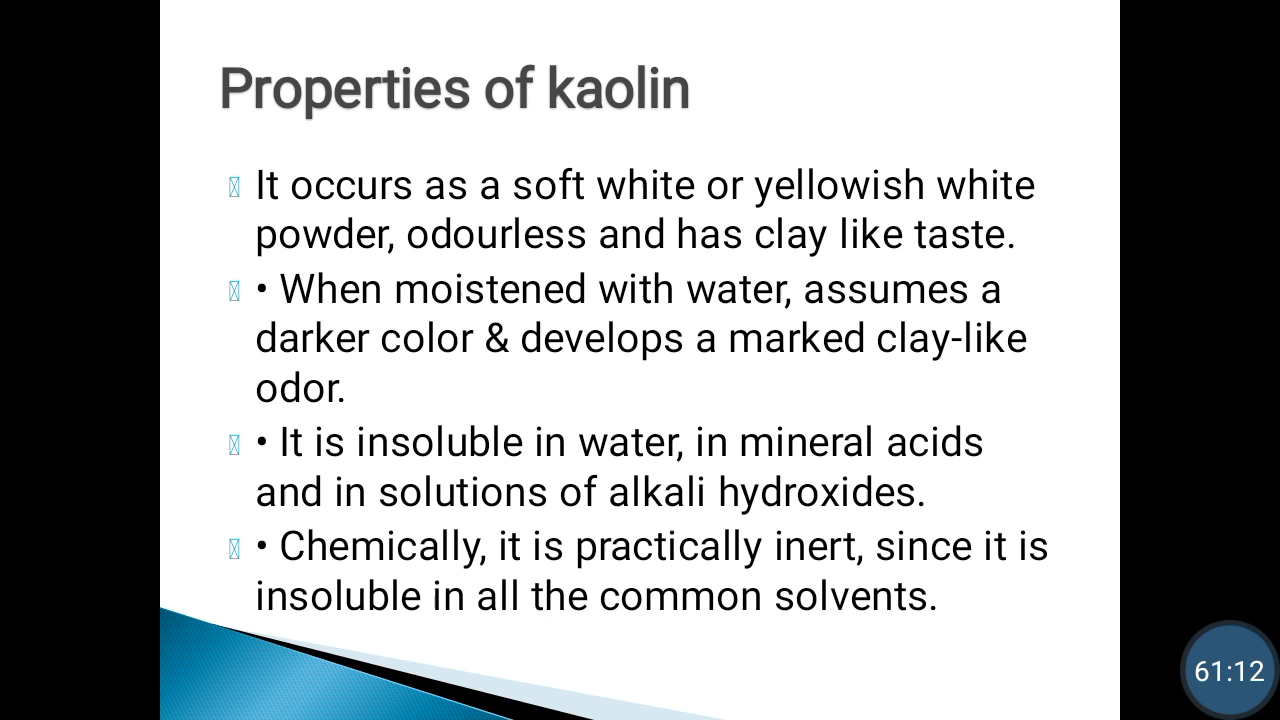 Properties of kaolin
It occurs as a soft white or yellowish white
powder, odourless and has clay like taste.
• When moistened with water, assumes a
darker color & develops a marked clay-like
odor.
• It is insoluble in water, in mineral acids
and in solutions of alkali hydroxides.
• Chemically, it is practically inert, since it is
insoluble in all the common solvents.
61:12